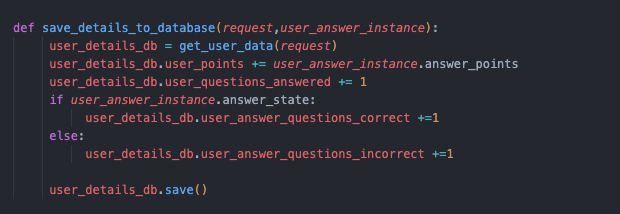 def save_details_to_database(request,user_answer_instance):
    user_details_db = get_user_data(request)
    user_details_db.user_points += user_answer_instance.answer_points
    user_details_db.user_questions_answered += 1
    if user_answer_instance.answer_state:
        user_details_db.user_answer_questions_correct +=1
    else:
        user_details_db.user_answer_questions_incorrect +=1
    user_details_db.save()